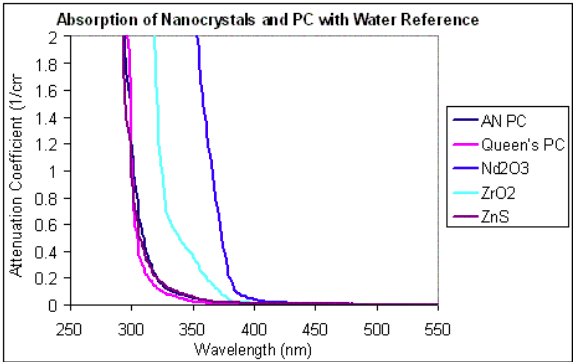 Absorption of Nanocrystals and PC with Water Reference
Attenuation Coefficient (1/cm
2
1.8
1.6
1.4
1.2
1
0.8
0.6
0.4
0.2
0
250 300 350 400 450 500 550
Wavelength (nm)
AN PC
Queen's PC
Nd2O3
ZrO2
ZnS